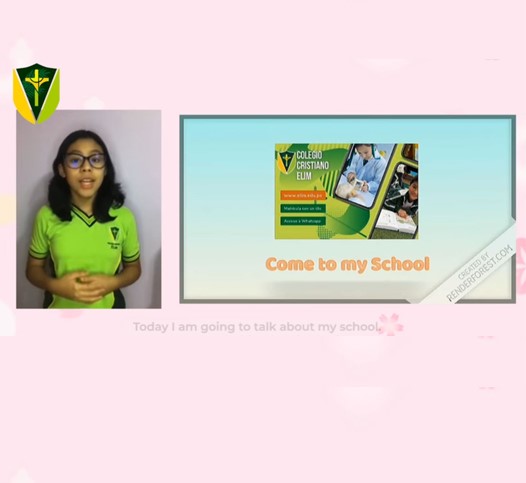 COLEGIO
CRISTIANO
ELIM
Come to my School
CREATED BY
RENDERFOREST.COM
Today I am going to talk about my school